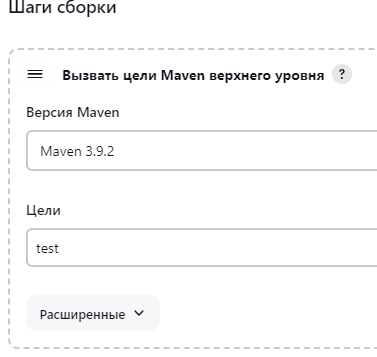 Шаги сборки
Вызвать цели Maven верхнего уровня ?
Версия Maven
Maven 3.9.2
Цели
test
Расширенные